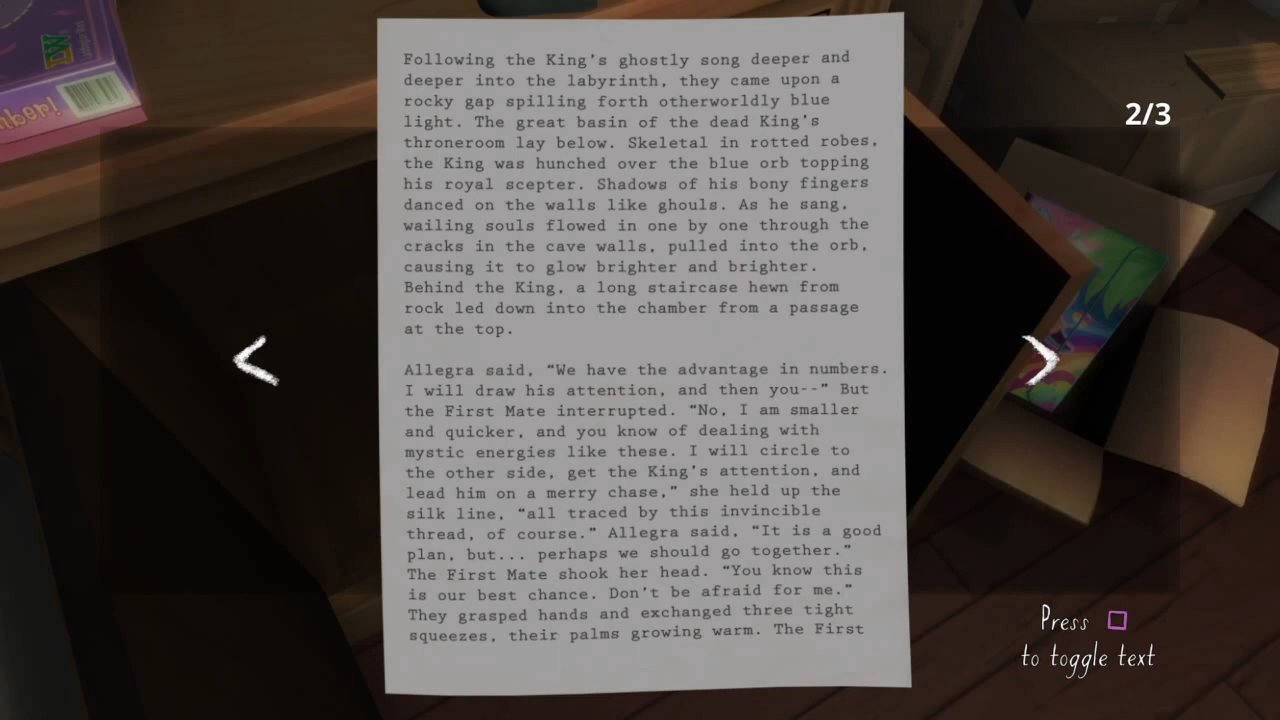 DW
mber!
2/3
Following the King's ghostly song deeper and
deeper into the labyrinth, they came upon a
rocky gap spilling forth otherworldly blue
light. The great basin of the dead King's
throneroom lay below. Skeletal in rotted robes,
the King was hunched over the blue orb topping
his royal scepter. Shadows of his bony fingers
danced on the walls like ghouls. As he sang,
wailing souls flowed in one by one through the
cracks in the cave walls, pulled into the orb,
causing it to glow brighter and brighter.
Behind the King, a long staircase hewn from
rock led down into the chamber from a passage
at the top.
Allegra said, “We have the advantage in numbers.
I will draw his attention, and then you--” But
the First Mate interrupted. “No, I am smaller
and quicker, and you know of dealing with
mystic energies like these. I will circle to
the other side, get the King's attention, and
lead him on a merry chase,” she held up the
silk line, “all traced by this invincible
thread, of course.” Allegra said, “It is a good
plan, but... perhaps we should go together.”
The First Mate shook her head. “You know this
is our best chance. Don't be afraid for me.”
They grasped hands and exchanged three tight
squeezes, their palms growing warm. The First
Press
to toggle text